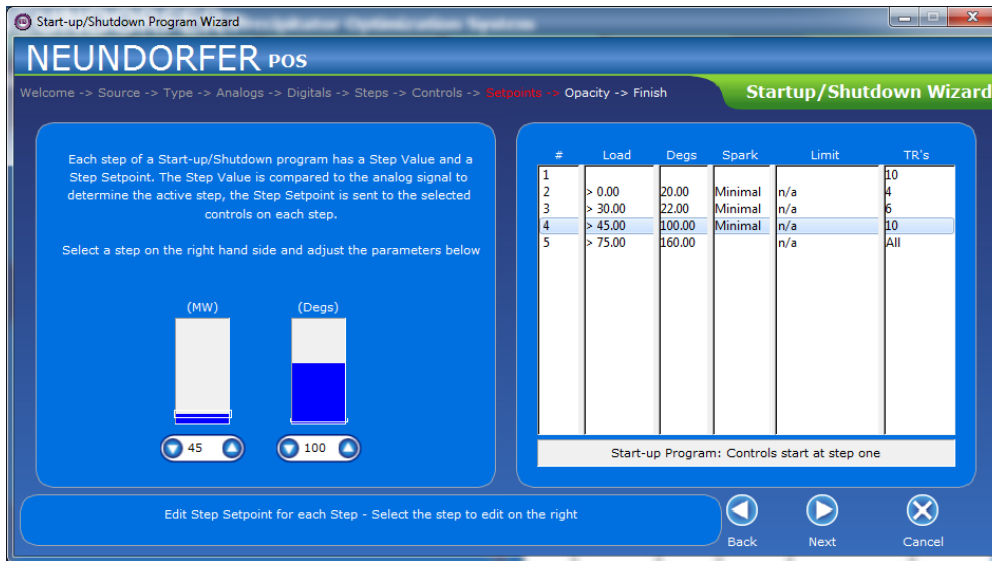 Start-up/Shutdown Program Wizard
Precipitator Optimization System
NEUNDORFER POS
Welcome -> Source -> Type -> Analogs -> Digitals -> Steps -> Controls -> Setpoints -> Opacity -> Finish
Startup/Shutdown Wizard
Each step of a Start-up/Shutdown program has a Step Value and a
Step Setpoint. The Step Value is compared to the analog signal to
determine the active step, the Step Setpoint is sent to the selected
controls on each step.
Select a step on the right hand side and adjust the parameters below
(MW) (Degs)
45 100
# Load Degs Spark Limit TR's
1 10
2 > 0.00 20.00 Minimal n/a 4
3 > 30.00 22.00 Minimal n/a 6
4 > 45.00 100.00 Minimal n/a 10
5 > 75.00 160.00 n/a All
Start-up Program: Controls start at step one
Edit Step Setpoint for each Step - Select the step to edit on the right
Back Next Cancel